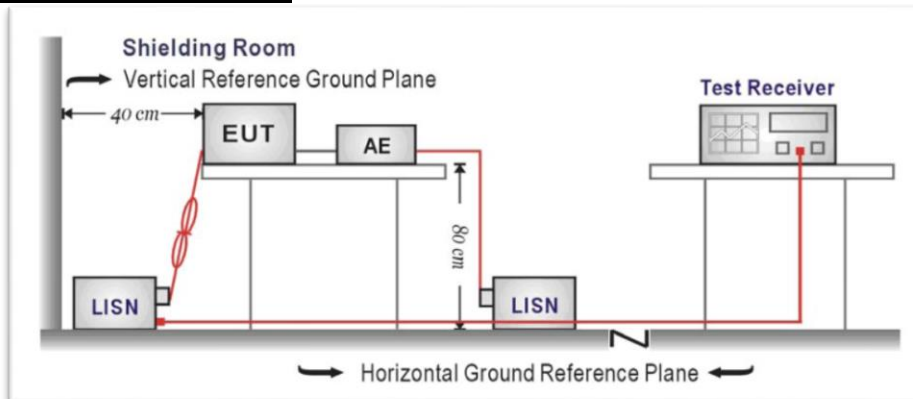 Shielding Room
Vertical Reference Ground Plane
Test Receiver
40 cm
EUT
AE
80 cm
LISN
LISN
Horizontal Ground Reference Plane